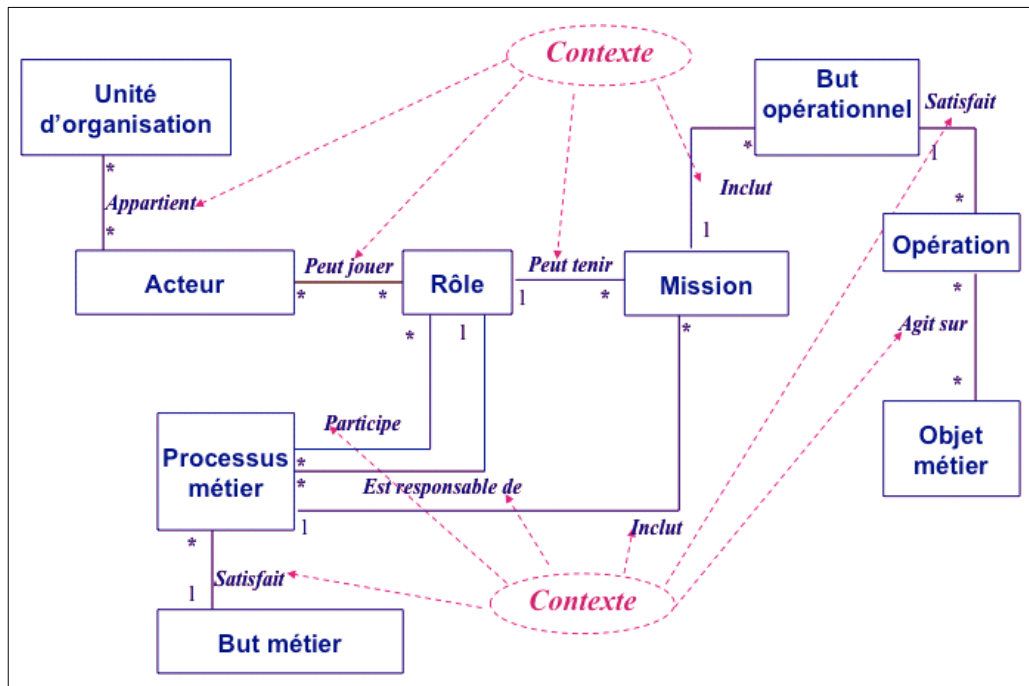 Contexte
Unité
d'organisation
But
opérationnel
Satisfait
*
*
1
Appartient
Inclut
*
*
1
Opération
Acteur
Peut jouer
Rôle
Peut tenir
Mission
*
*
*
1
*
*
1
*
Agit sur
*
Participe
Objet
métier
Processus
métier
*
*
Est responsable de
*
1
Inclut
Satisfait
1
Contexte
But métier